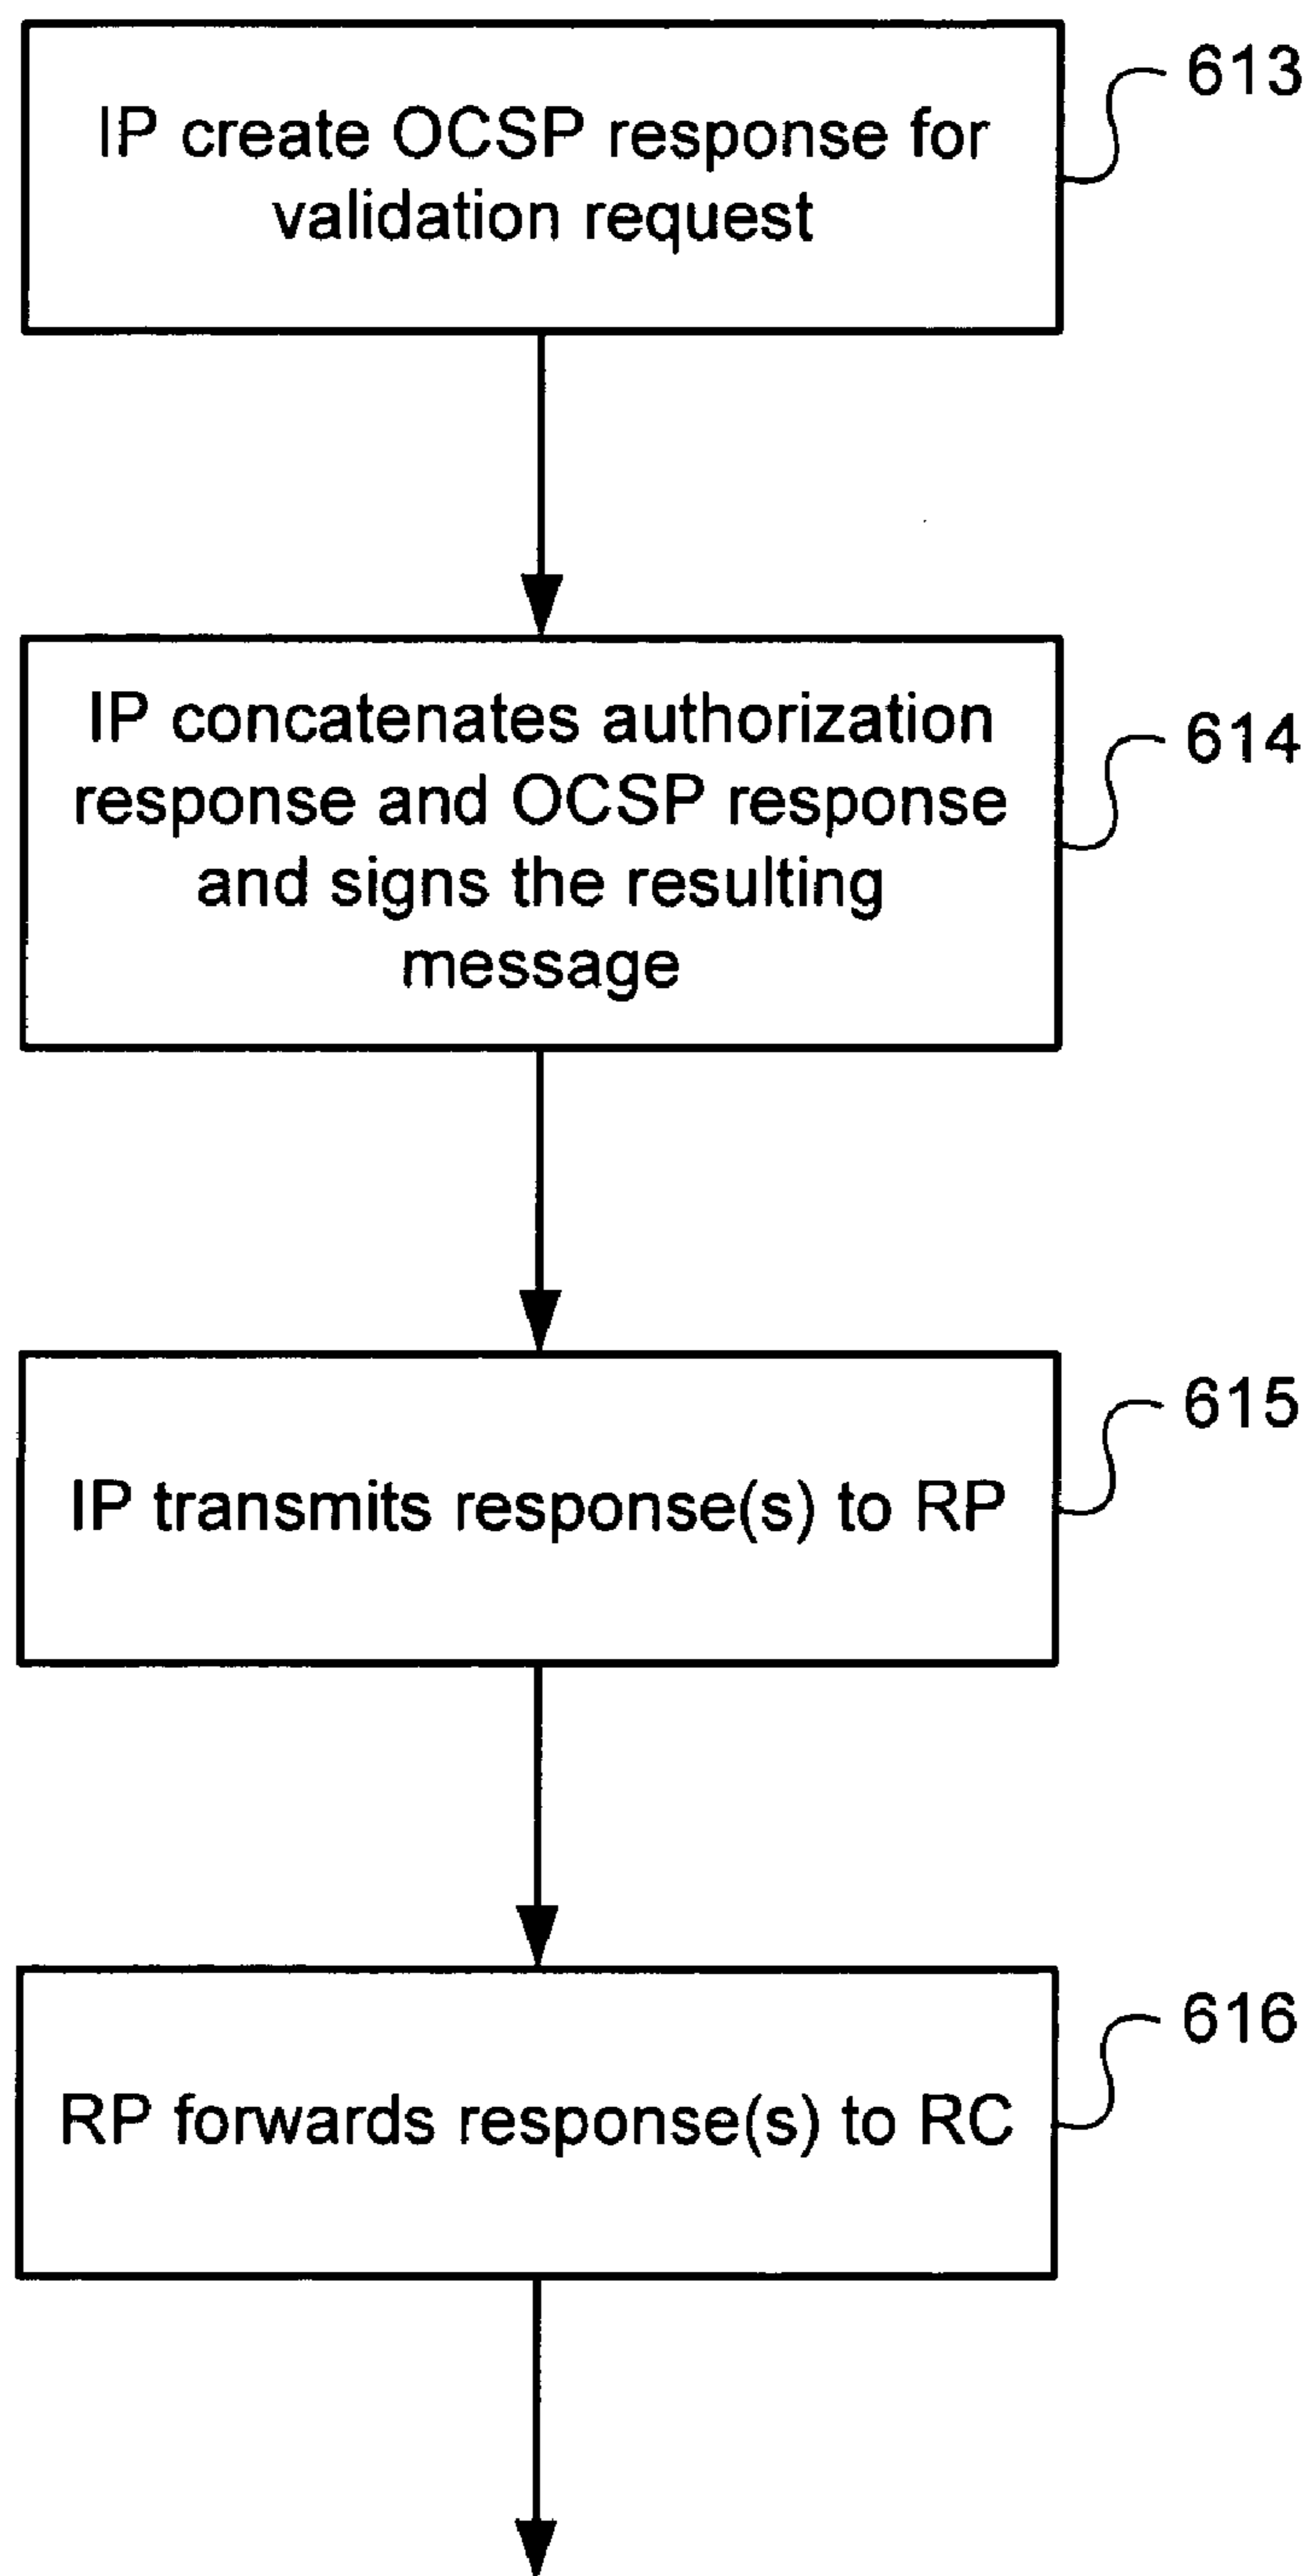 613
IP create OCSP response for
validation request
614
IP concatenates authorization
response and OCSP response
and signs the resulting
message
615
IP transmits response(s) to RP
616
RP forwards response(s) to RC